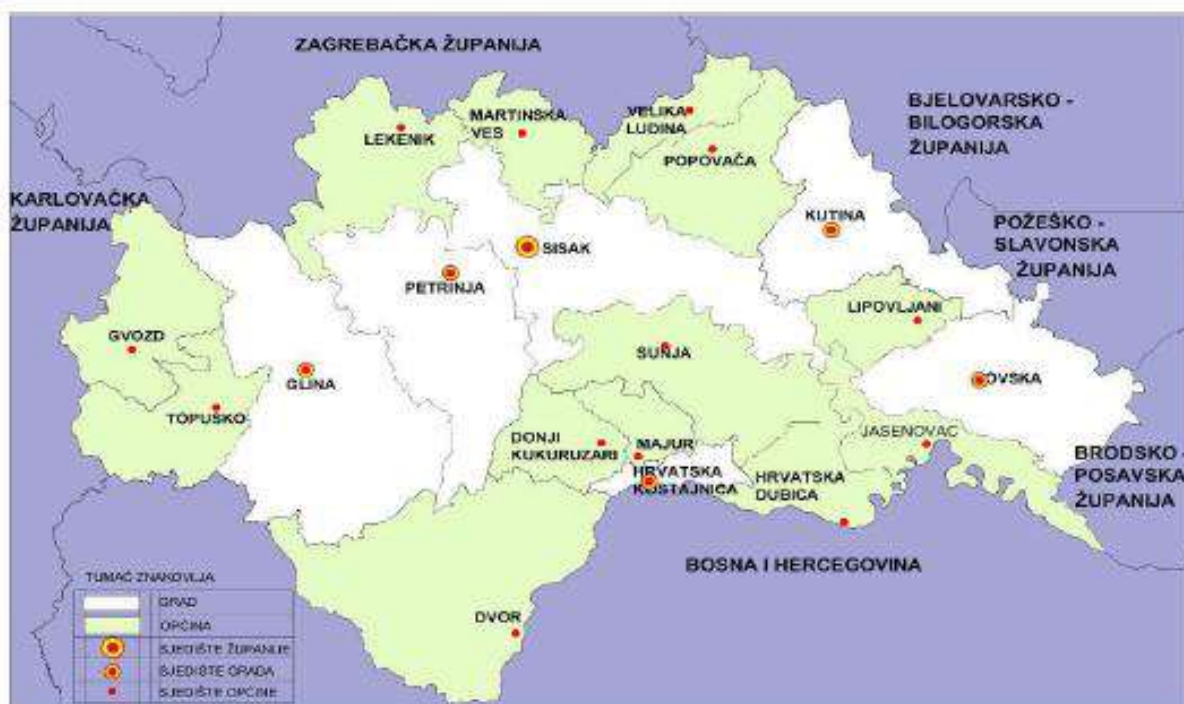 ZAGREBAČKA ŽUPANIJA
BJELOVARSKO -
BILOGORSKA
ŽUPANIJA
MARTINSKA
VES
VELIKA
LUDINA
LEKENIK
POPOVAČA
KARLOVAČKA
ŽUPANIJA
KUTINA
POŽEŠKO -
SLAVONSKA
ŽUPANIJA
SISAK
PETRINJA
LIPOVLJANI
GVOZD
SUNJA
GLINA
OVSKA
TOPUSKO
DONJI
KUKURUZARI
MAJUR
JASENOVAC
HRVATSKA
KOSTAJNICA
HRVATSKA
DUBICA
BRODSKO -
POSAVSKA
ŽUPANIJA
BOSNA I HERCEGOVINA
DVOR
TUMAČ ZNAKOVLJA
GRAD
OPĆINA
SJEDIŠTE ŽUPANIJE
SJEDIŠTE GRADA
SJEDIŠTE OPĆINE